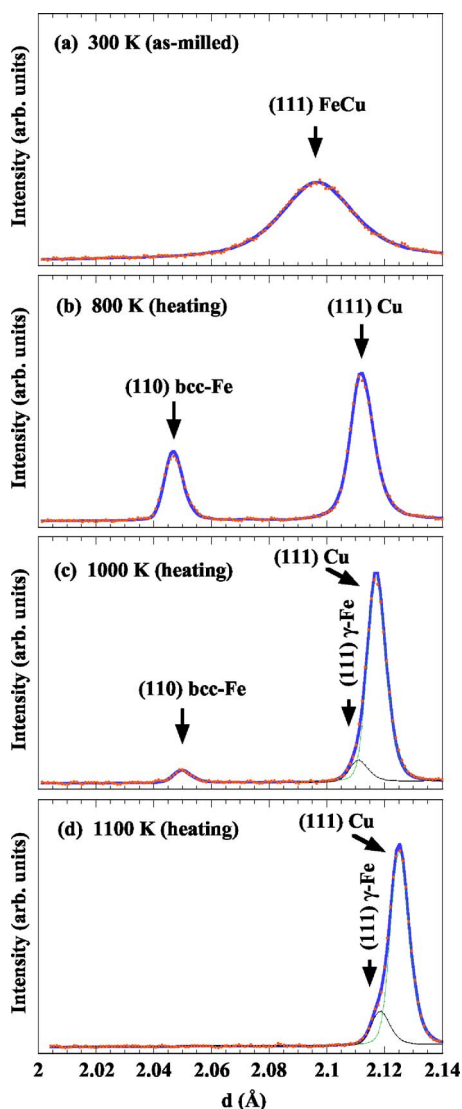 (a) 300 K (as-milled)
(111) FeCu
Intensity (arb. units)
(b) 800 K (heating)
(111) Cu
(110) bcc-Fe
Intensity (arb. units)
(c) 1000 K (heating)
(111) Cu
(111) γ-Fe
(110) bcc-Fe
Intensity (arb. units)
(d) 1100 K (heating)
(111) Cu
(111) γ-Fe
Intensity (arb. units)
2 2.02 2.04 2.06 2.08 2.1 2.12 2.14
d (Å)